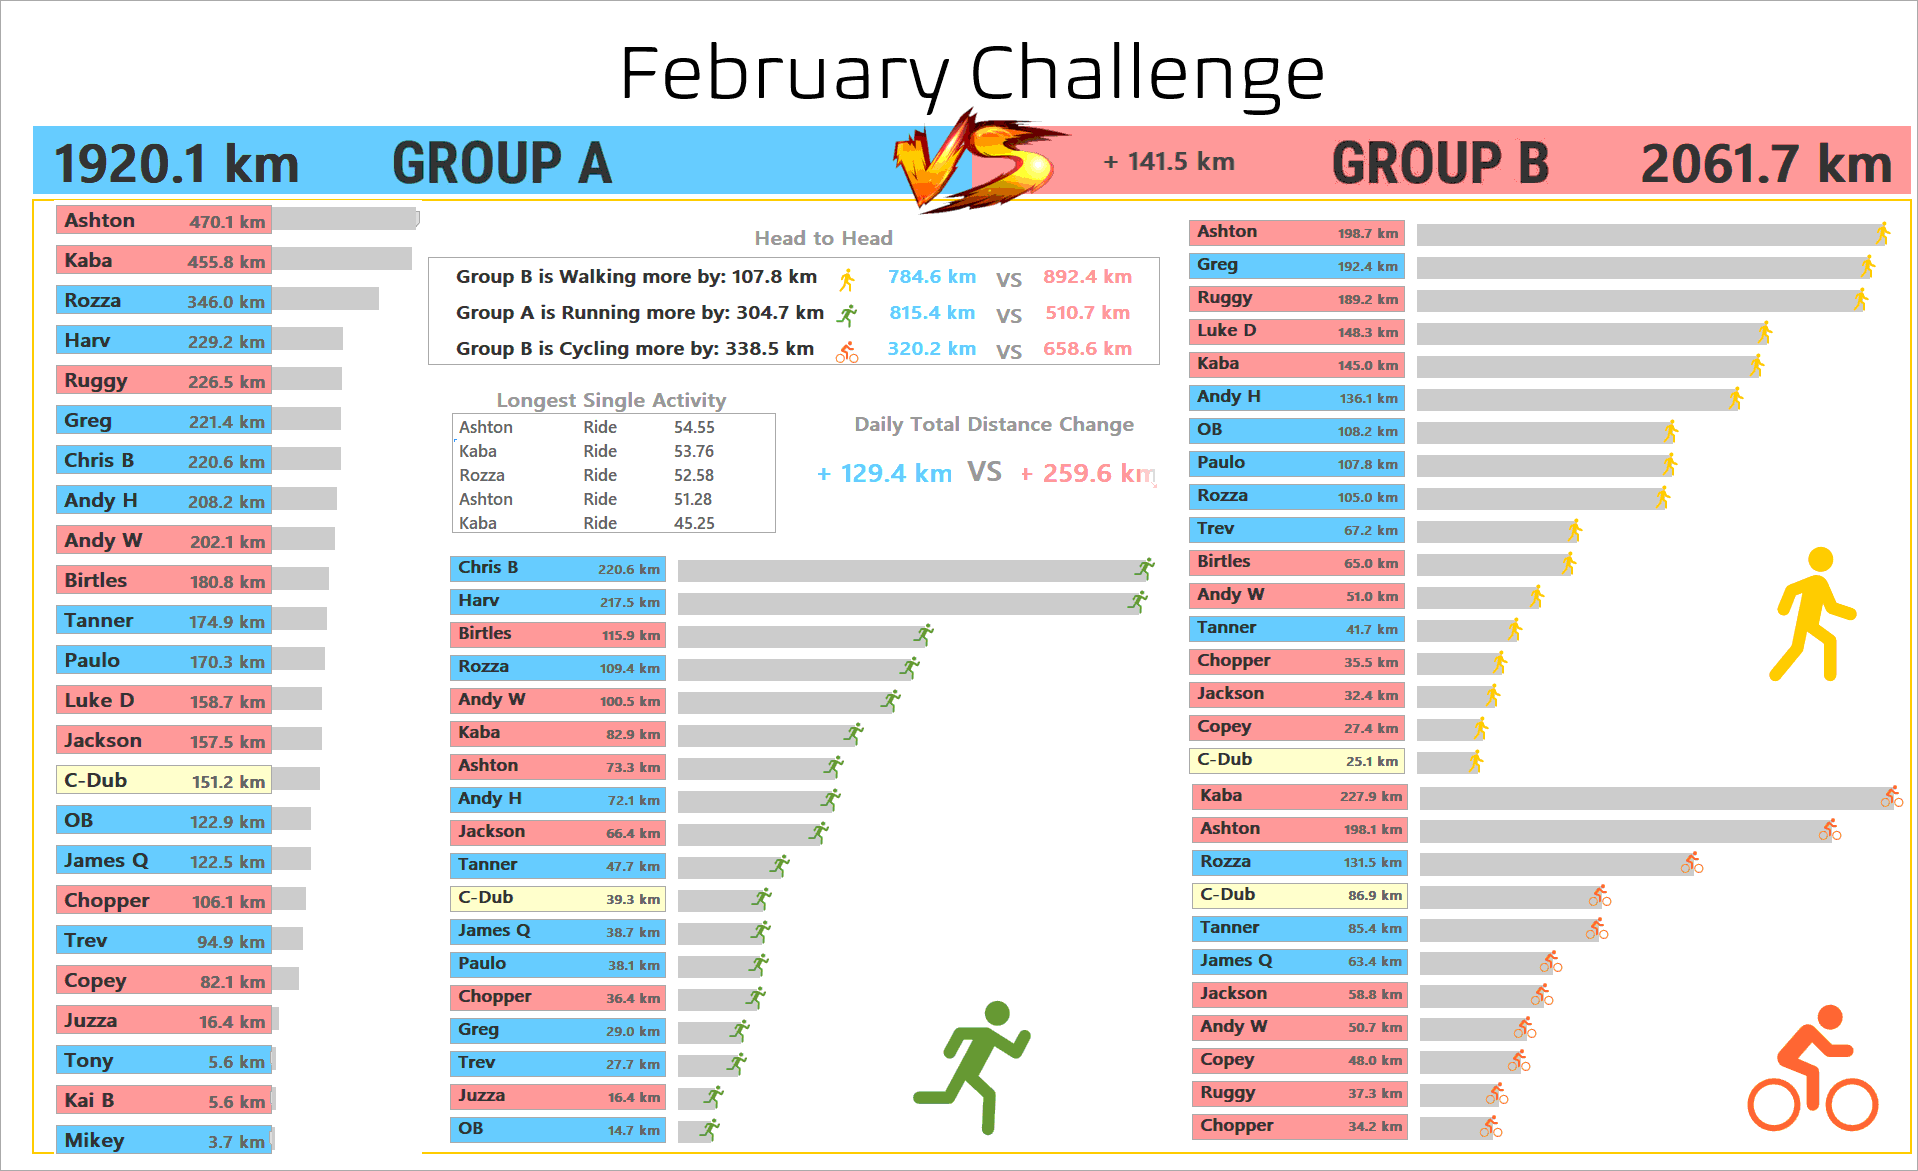 February Challenge
1920.1 km GROUP A VS + 141.5 km GROUP B 2061.7 km
Ashton 470.1 km
Kaba 455.8 km
Rozza 346.0 km
Harv 229.2 km
Ruggy 226.5 km
Greg 221.4 km
Chris B 220.6 km
Andy H 208.2 km
Andy W 202.1 km
Birtles 180.8 km
Tanner 174.9 km
Paulo 170.3 km
Luke D 158.7 km
Jackson 157.5 km
C-Dub 151.2 km
OB 122.9 km
James Q 122.5 km
Chopper 106.1 km
Trev 94.9 km
Copey 82.1 km
Juzza 16.4 km
Tony 5.6 km
Kai B 5.6 km
Mikey 3.7 km
Head to Head
Group B is Walking more by: 107.8 km 784.6 km VS 892.4 km
Group A is Running more by: 304.7 km 815.4 km VS 510.7 km
Group B is Cycling more by: 338.5 km 320.2 km VS 658.6 km
Longest Single Activity
Ashton Ride 54.55
Kaba Ride 53.76
Rozza Ride 52.58
Ashton Ride 51.28
Kaba Ride 45.25
Daily Total Distance Change
+ 129.4 km VS + 259.6 km
Chris B 220.6 km
Harv 217.5 km
Birtles 115.9 km
Rozza 109.4 km
Andy W 100.5 km
Kaba 82.9 km
Ashton 73.3 km
Andy H 72.1 km
Jackson 66.4 km
Tanner 47.7 km
C-Dub 39.3 km
James Q 38.7 km
Paulo 38.1 km
Chopper 36.4 km
Greg 29.0 km
Trev 27.7 km
Juzza 16.4 km
OB 14.7 km
Ashton 198.7 km
Greg 192.4 km
Ruggy 189.2 km
Luke D 148.3 km
Kaba 145.0 km
Andy H 136.1 km
OB 108.2 km
Paulo 107.8 km
Rozza 105.0 km
Trev 67.2 km
Birtles 65.0 km
Andy W 51.0 km
Tanner 41.7 km
Chopper 35.5 km
Jackson 32.4 km
Copey 27.4 km
C-Dub 25.1 km
Kaba 227.9 km
Ashton 198.1 km
Rozza 131.5 km
C-Dub 86.9 km
Tanner 85.4 km
James Q 63.4 km
Jackson 58.8 km
Andy W 50.7 km
Copey 48.0 km
Ruggy 37.3 km
Chopper 34.2 km